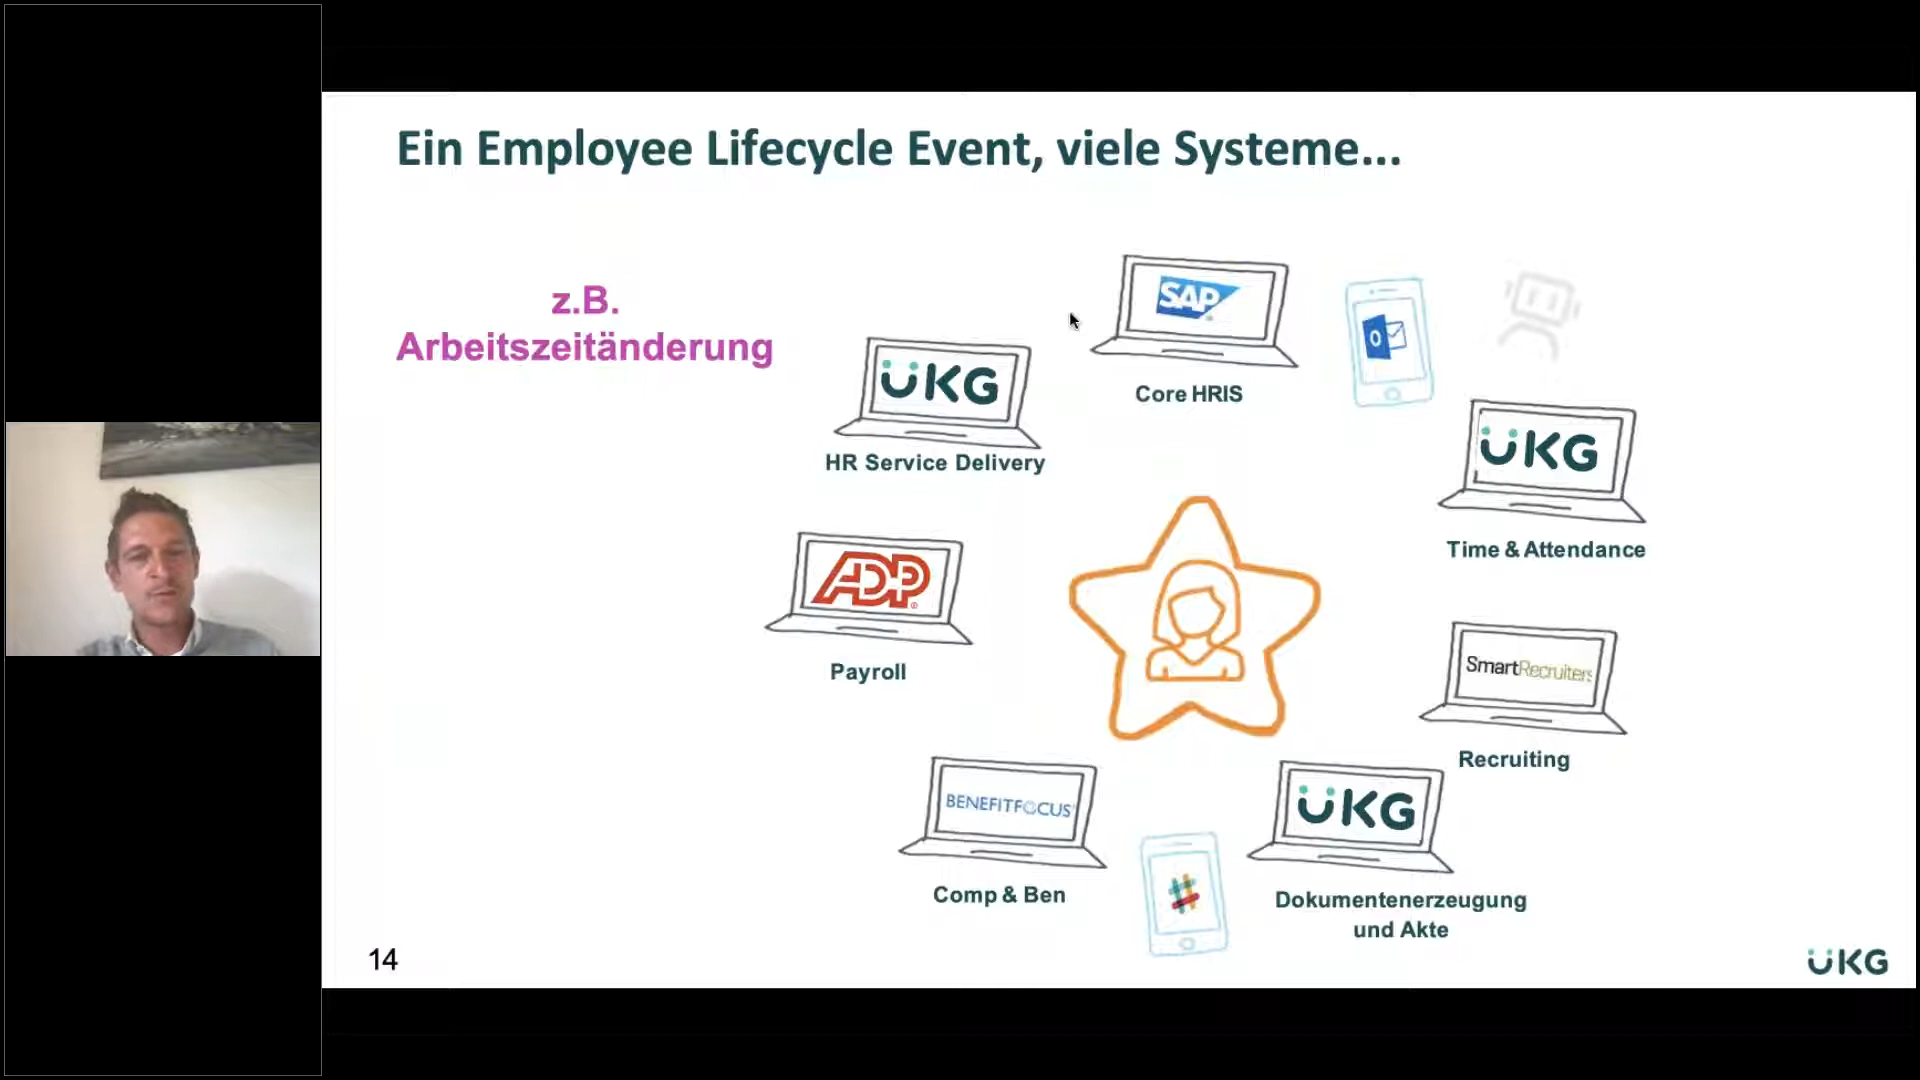 Ein Employee Lifecycle Event, viele Systeme...
z.B.
Arbeitszeitänderung
SAP
Core HRIS
UKG
HR Service Delivery
UKG
Time & Attendance
ADP
Payroll
SmartRecruiters
Recruiting
BENEFITFOCUS
Comp & Ben
UKG
Dokumentenerzeugung
und Akte
14
UKG